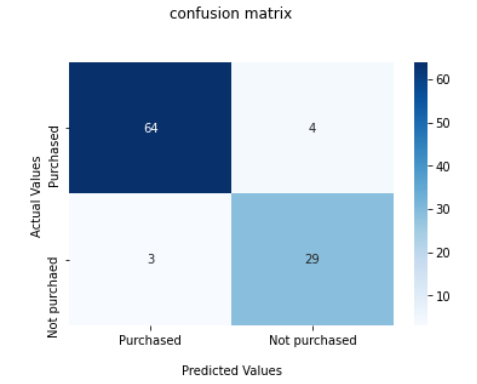 confusion matrix
Actual Values
Purchased
Not purchaed
64
4
3
29
Purchased
Not purchased
Predicted Values
60
50
40
30
20
10